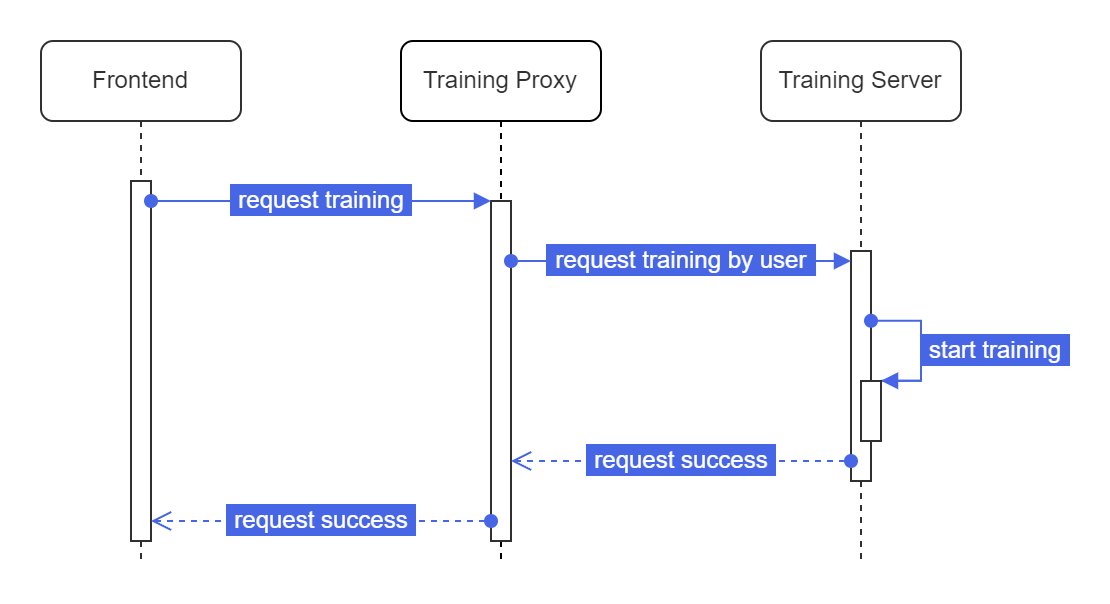 Frontend
Training Proxy
Training Server
request training
request training by user
start training
request success
request success